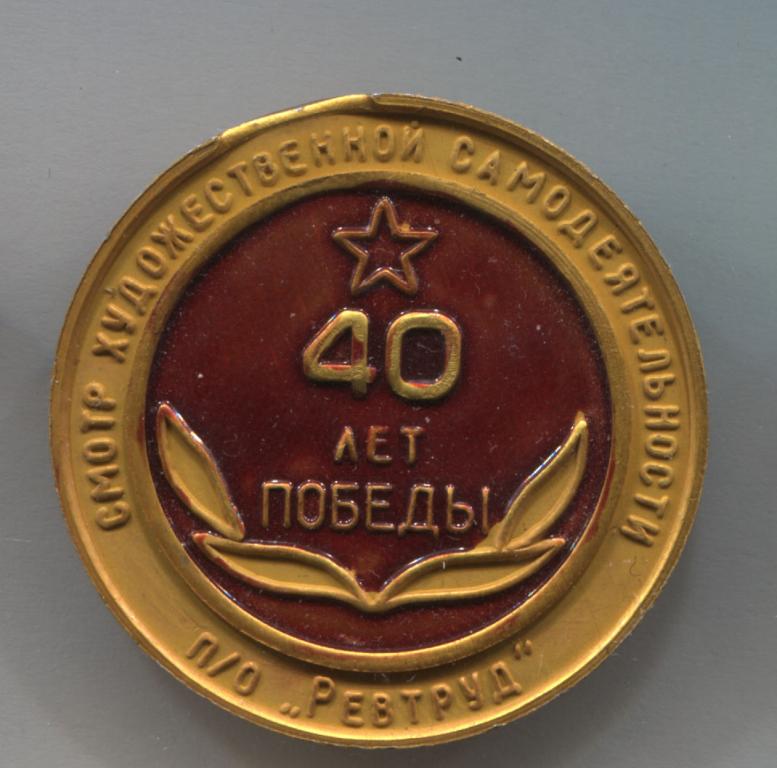 СМОТР ХУДОЖЕСТВЕННОЙ САМОДЕЯТЕЛЬНОСТИ
40
ЛЕТ
ПОБЕДЫ
П/О „РЕВТРУД“